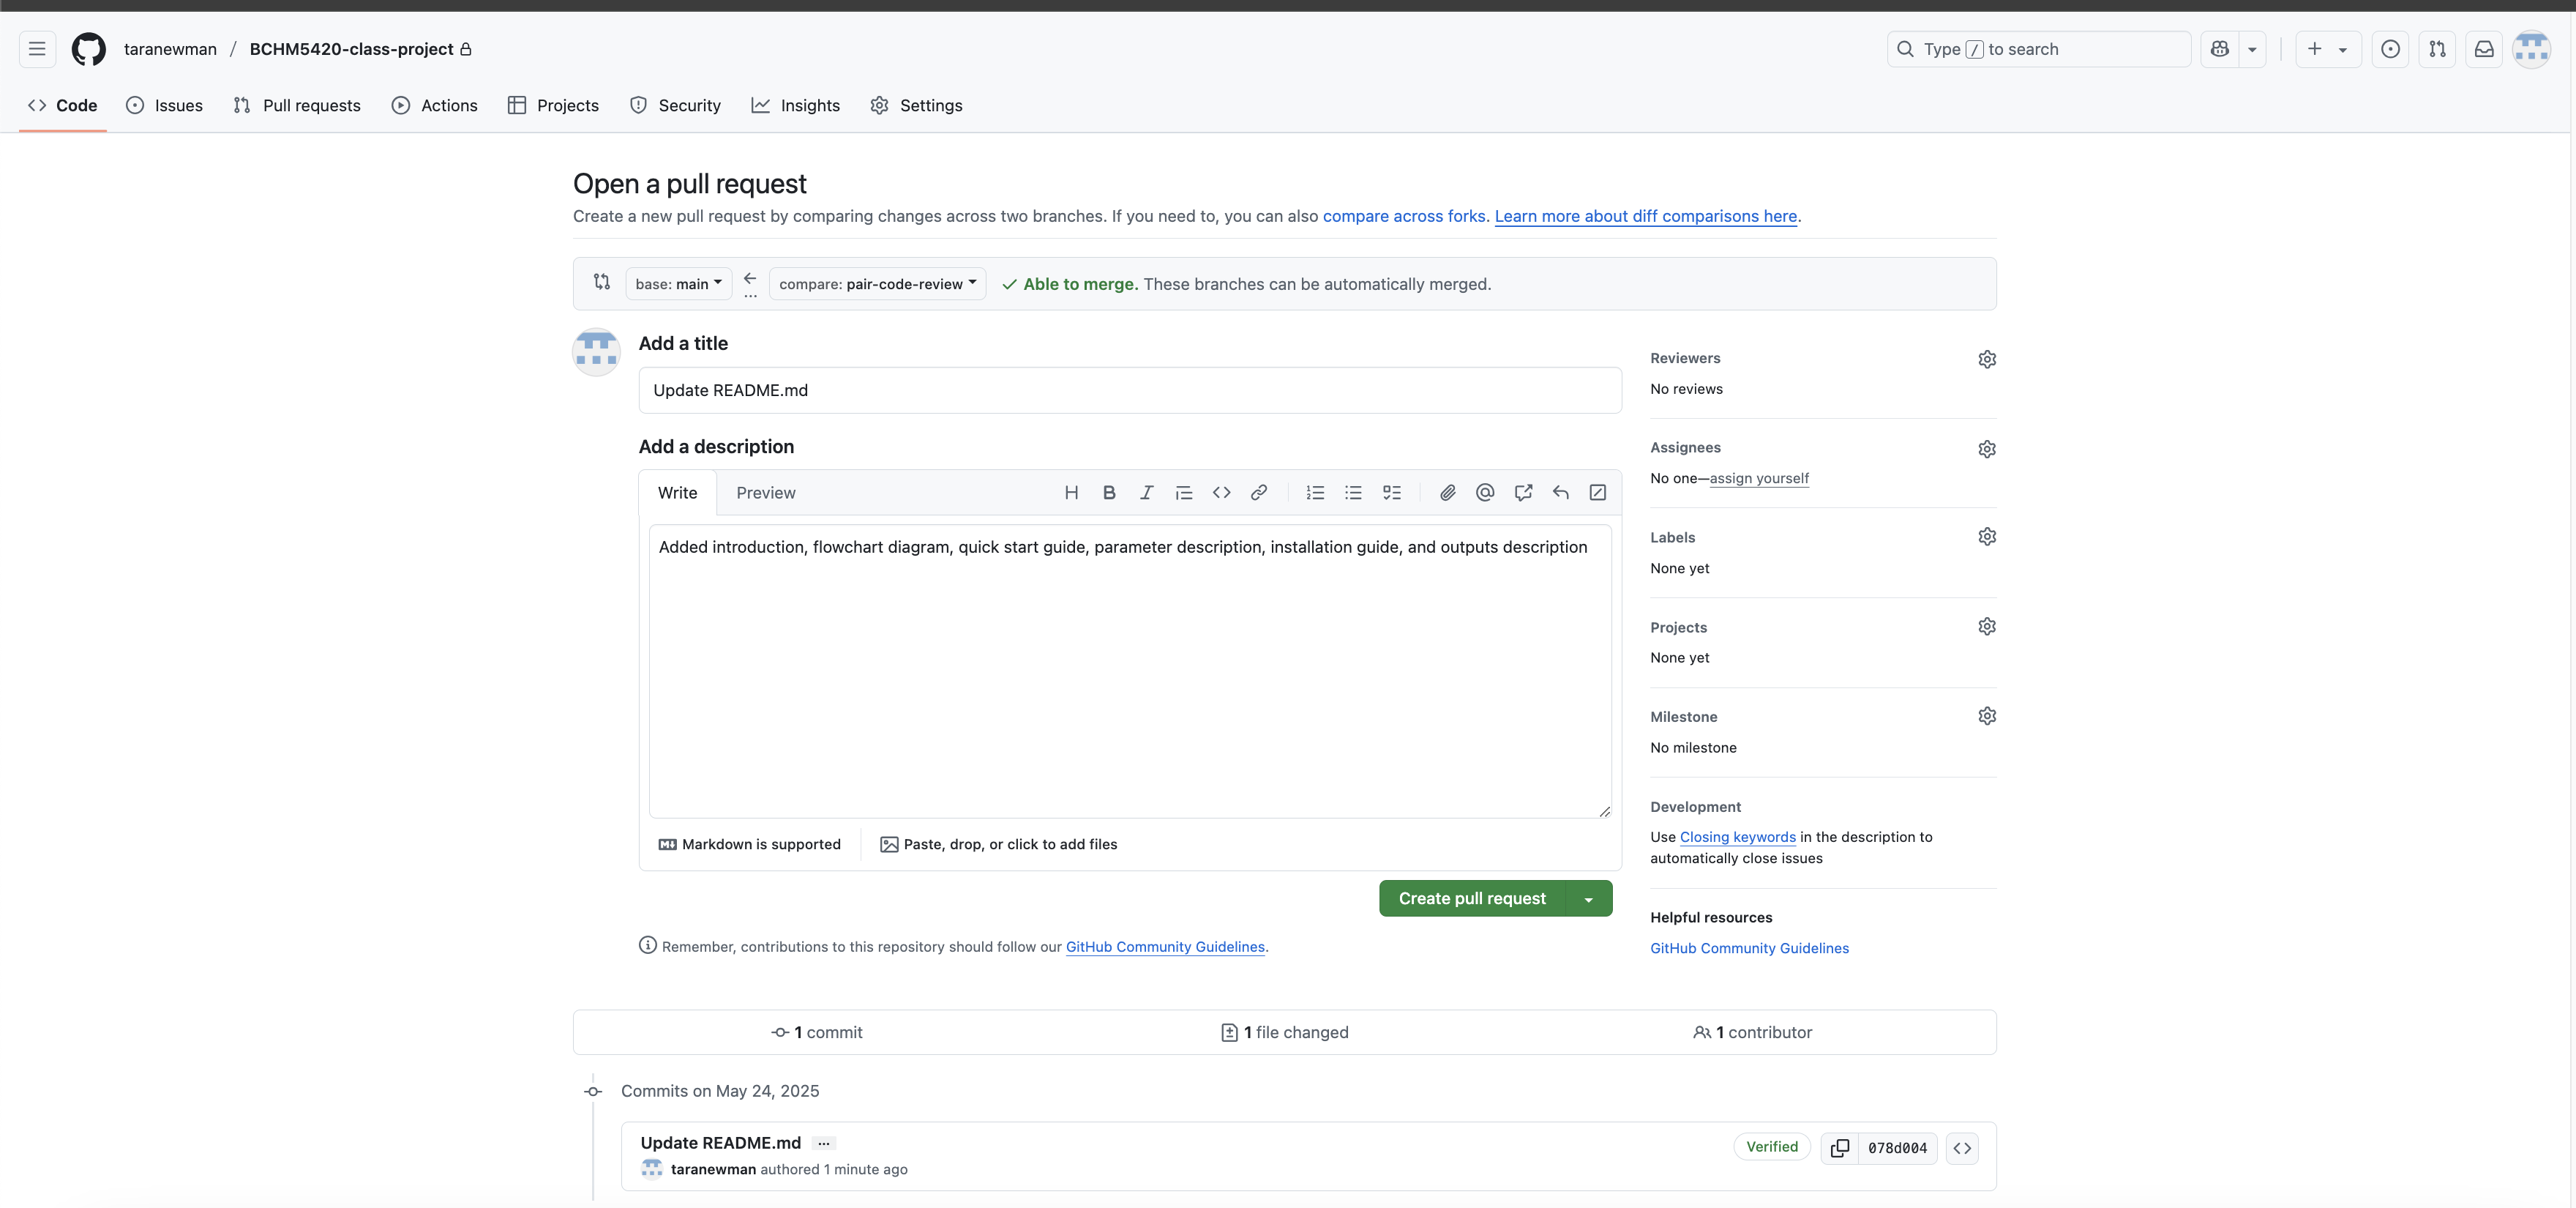 taranewman / BCHM5420-class-project
Type / to search
Code Issues Pull requests Actions Projects Security Insights Settings
Open a pull request
Create a new pull request by comparing changes across two branches. If you need to, you can also compare across forks. Learn more about diff comparisons here.
base: main compare: pair-code-review Able to merge. These branches can be automatically merged.
Add a title
Update README.md
Add a description
Write Preview
Added introduction, flowchart diagram, quick start guide, parameter description, installation guide, and outputs description
Markdown is supported Paste, drop, or click to add files
Create pull request
Remember, contributions to this repository should follow our GitHub Community Guidelines.
Reviewers
No reviews
Assignees
No one—assign yourself
Labels
None yet
Projects
None yet
Milestone
No milestone
Development
Use Closing keywords in the description to
automatically close issues
Helpful resources
GitHub Community Guidelines
1 commit 1 file changed 1 contributor
Commits on May 24, 2025
Update README.md ...
taranewman authored 1 minute ago
Verified 078d004